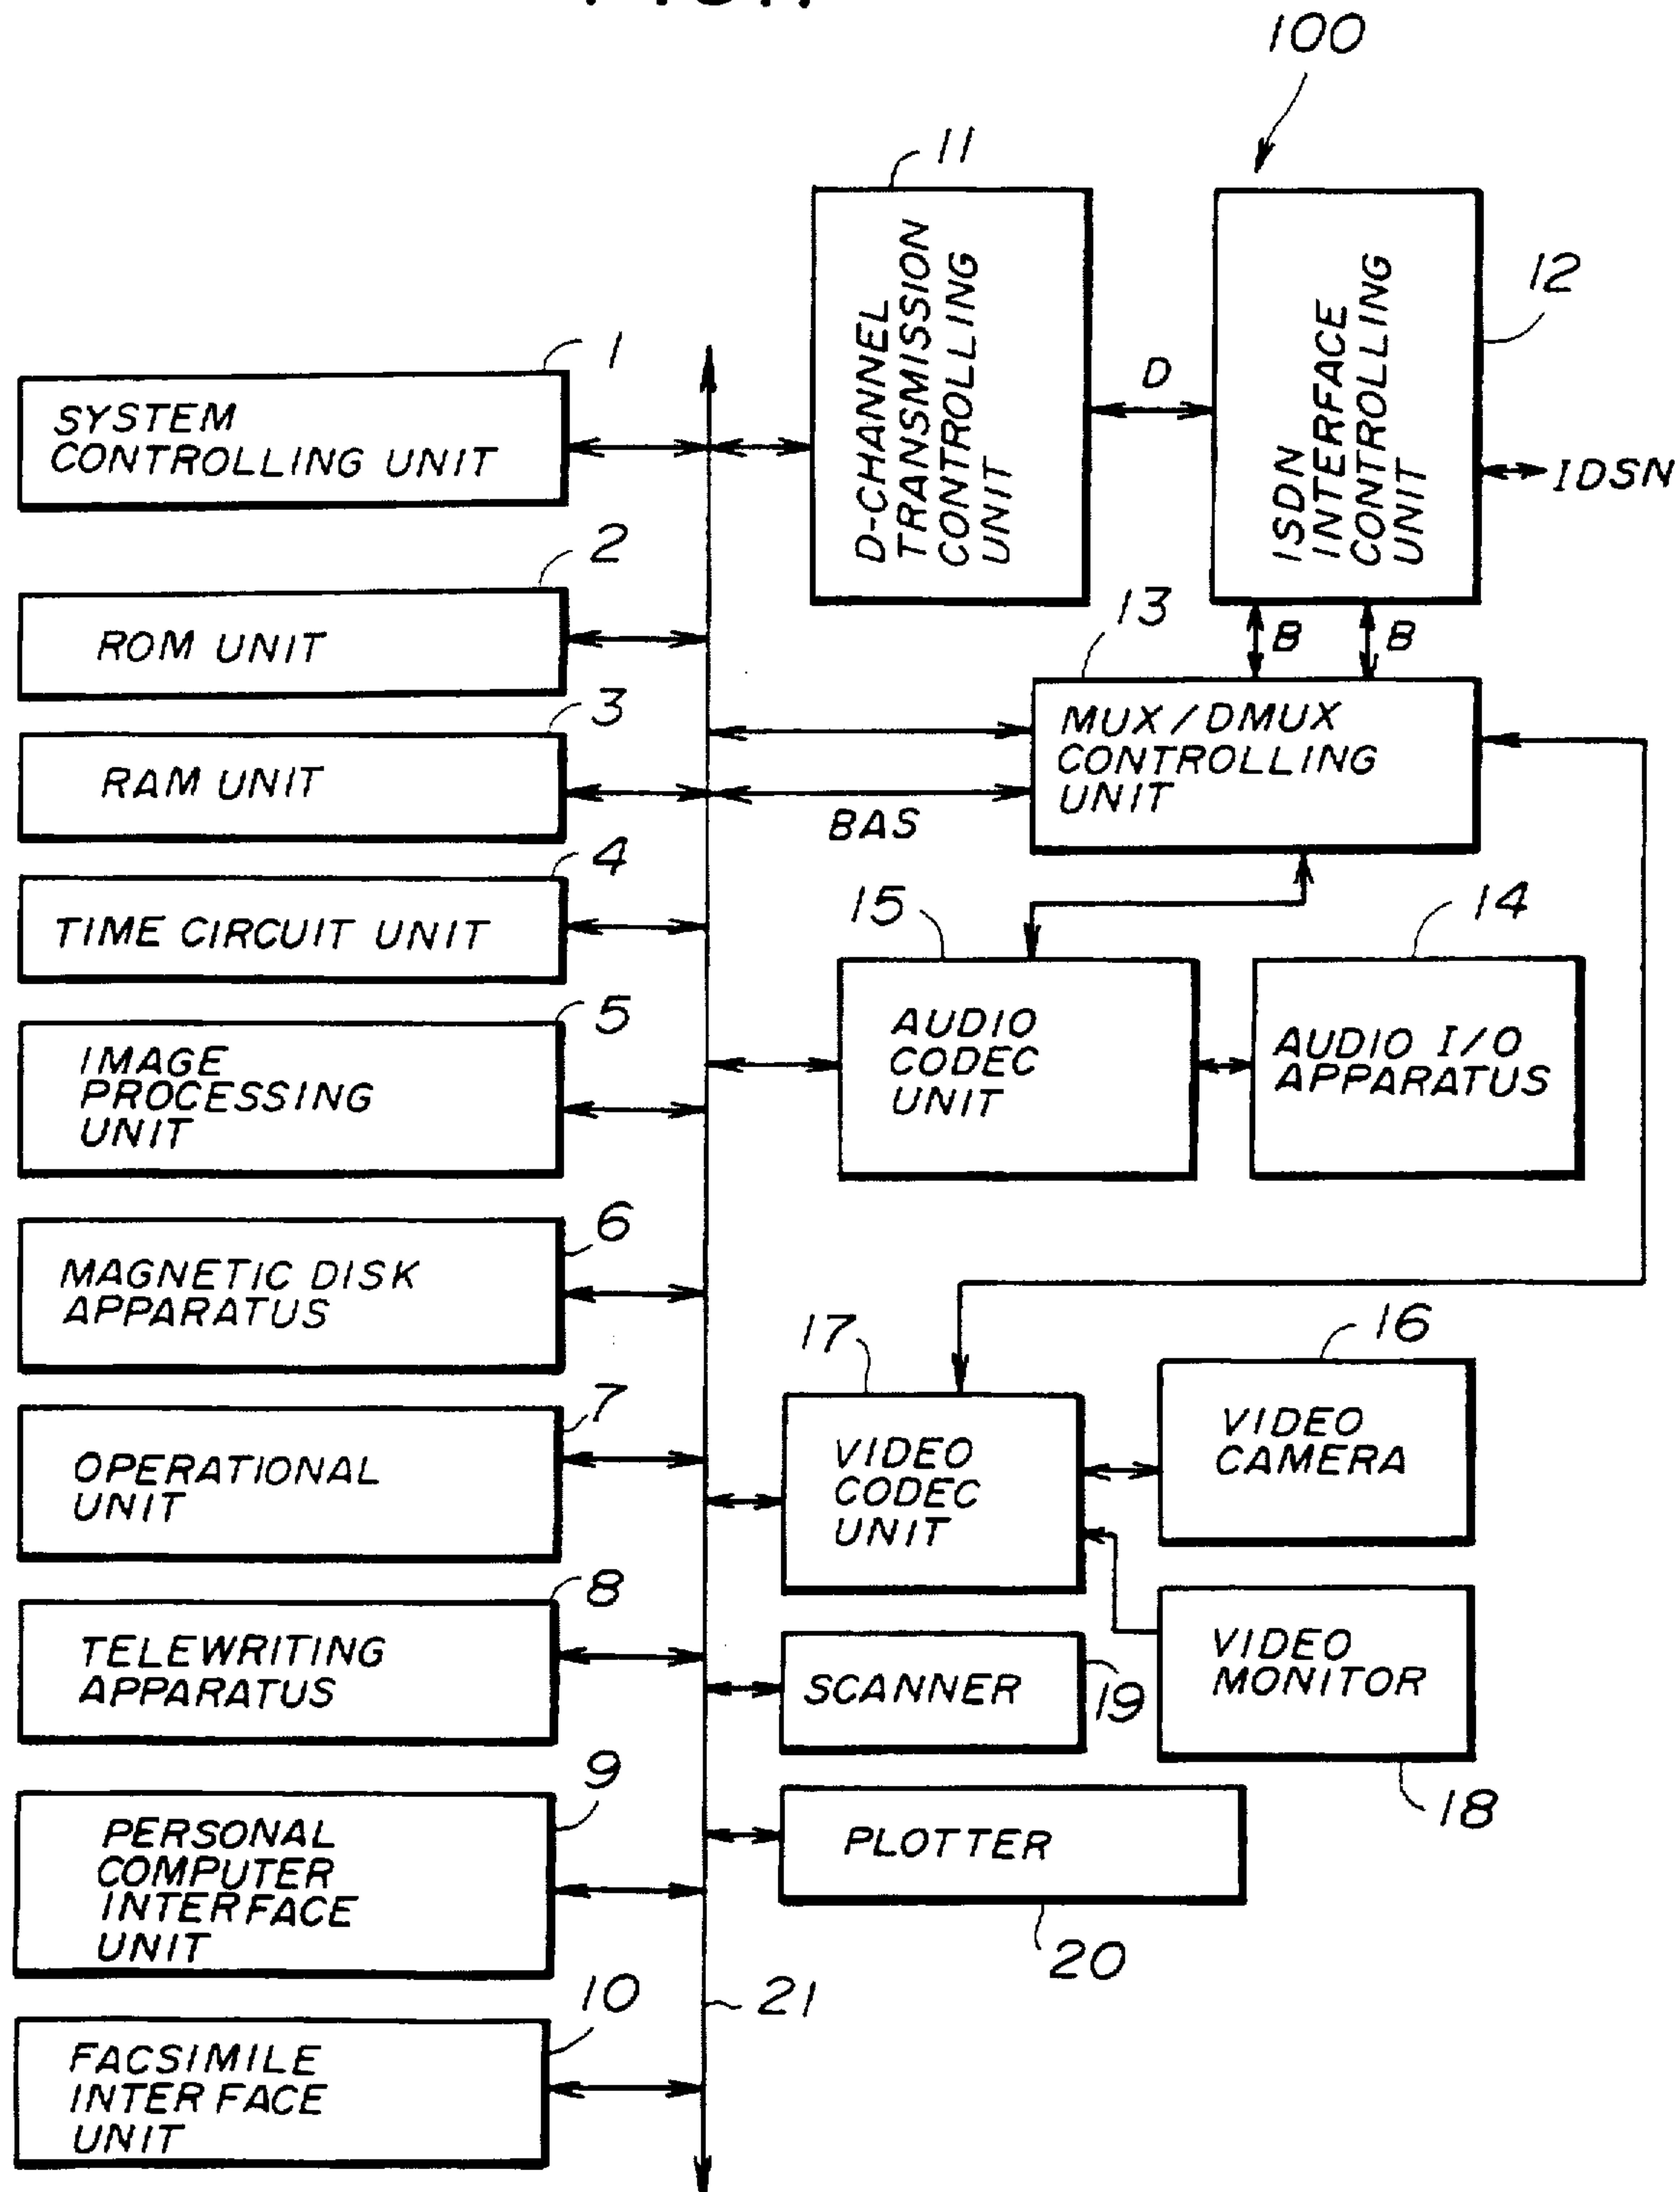 100
11
D-CHANNEL
TRANSMISSION
CONTROLLING
UNIT
12
ISDN
INTERFACE
CONTROLLING
UNIT
D
IDSN
1
SYSTEM
CONTROLLING UNIT
2
ROM UNIT
3
RAM UNIT
4
TIME CIRCUIT UNIT
5
IMAGE
PROCESSING
UNIT
6
MAGNETIC DISK
APPARATUS
7
OPERATIONAL
UNIT
8
TELEWRITING
APPARATUS
9
PERSONAL
COMPUTER
INTERFACE
UNIT
10
FACSIMILE
INTERFACE
UNIT
B
B
13
MUX/DMUX
CONTROLLING
UNIT
BAS
15
AUDIO
CODEC
UNIT
14
AUDIO I/O
APPARATUS
17
VIDEO
CODEC
UNIT
16
VIDEO
CAMERA
VIDEO
MONITOR
18
SCANNER
19
PLOTTER
20
21